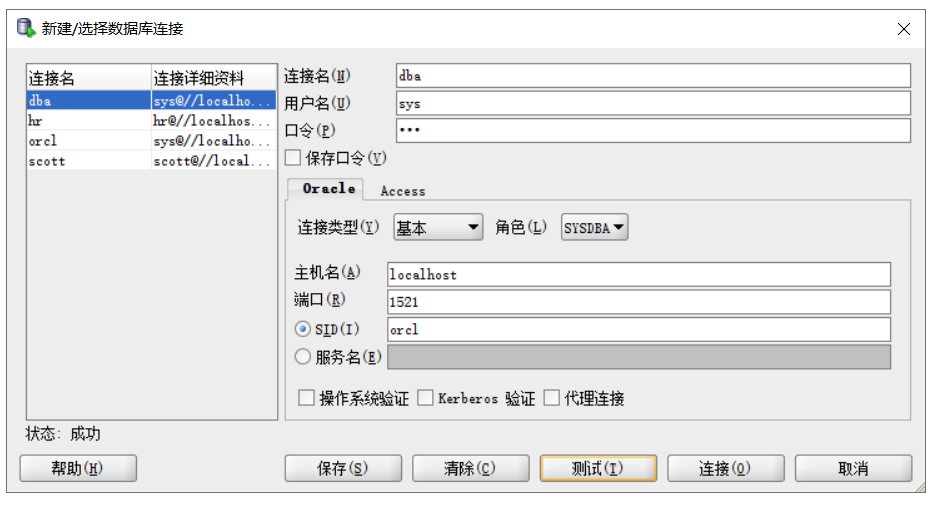 新建/选择数据库连接
连接名 连接详细资料
dba sys@//localho...
hr hr@//localhos...
orcl sys@//localho...
scott scott@//local...
连接名(N) dba
用户名(U) sys
口令(P) •••
保存口令(V)
Oracle Access
连接类型(Y) 基本 角色(L) SYSDBA
主机名(A) localhost
端口(R) 1521
SID(I) orcl
服务名(E)
操作系统验证 Kerberos 验证 代理连接
状态: 成功
帮助(H) 保存(S) 清除(C) 测试(T) 连接(O) 取消